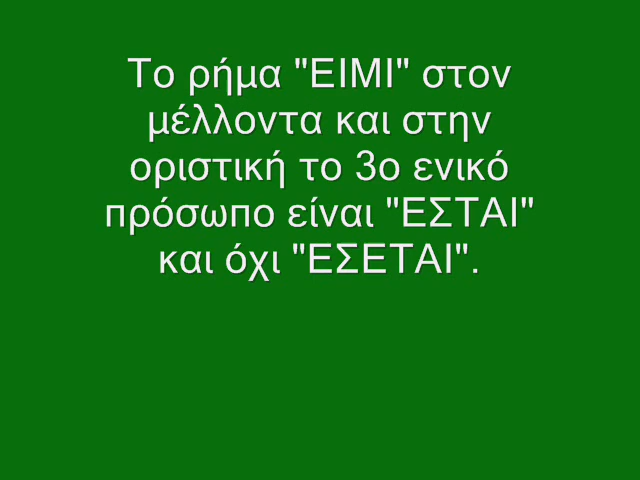 Το ρήμα "ΕΙΜΙ" στον
μέλλοντα και στην
οριστική το 3ο ενικό
πρόσωπο είναι "ΕΣΤΑΙ"
και όχι "ΕΣΕΤΑΙ".